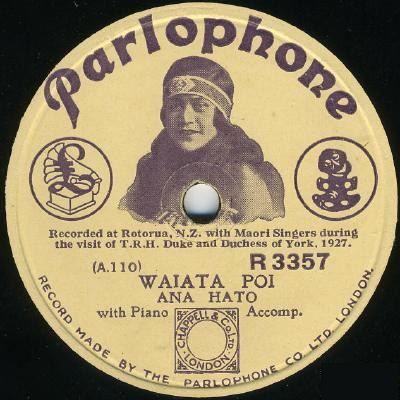 Parlophone
Recorded at Rotorua, N.Z. with Maori Singers during
the visit of T.R.H. Duke and Duchess of York, 1927.
(A.110) R 3357
WAIATA POI
ANA HATO
with Piano Accomp.
CHAPPELL & Co. LTD.
LONDON
RECORD MADE BY THE PARLOPHONE CO LTD. LONDON.